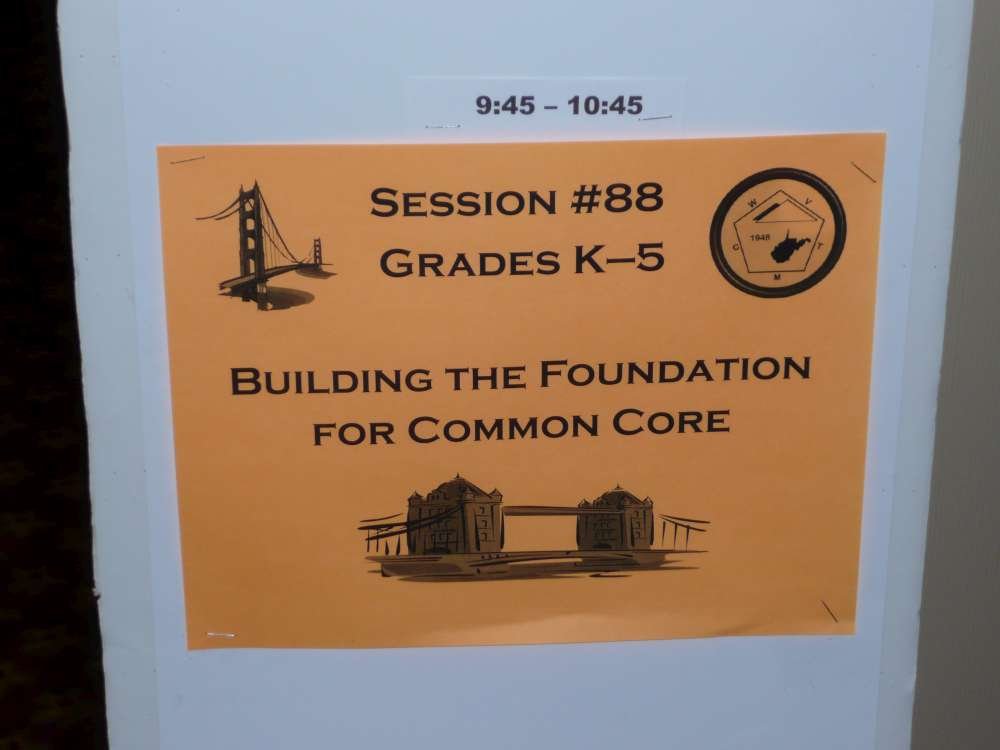 9:45 – 10:45
SESSION #88
GRADES K–5
W V
1948
C T
M
BUILDING THE FOUNDATION
FOR COMMON CORE